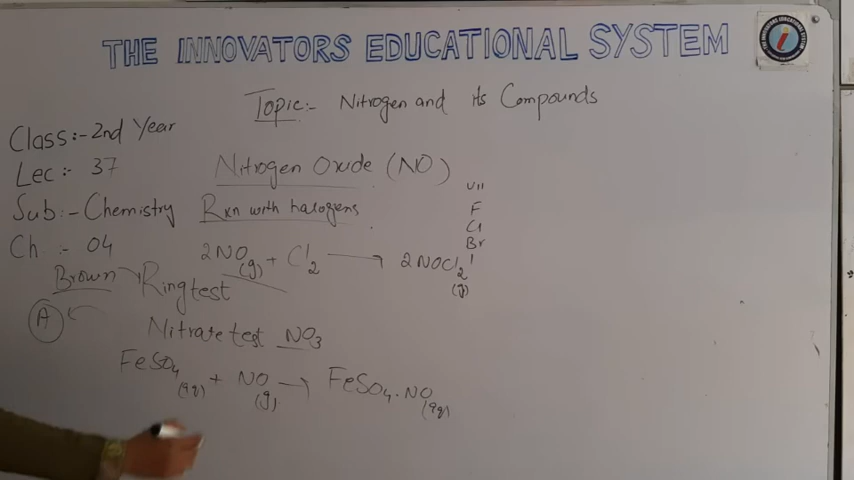 THE INNOVATORS EDUCATIONAL SYSTEM
Topic:- Nitrogen and its Compounds
Class:- 2nd Year
Lec:- 37
Sub:- Chemistry
Ch :- 04
Nitrogen Oxide (NO)
Rxn with halogens
VII
F
Cl
Br
I
2NO(g) + Cl2 → 2NOCl2(g)
Brown Ring test
A
Nitrate test NO3
FeSO4(aq) + NO(g) → FeSO4.NO(aq)